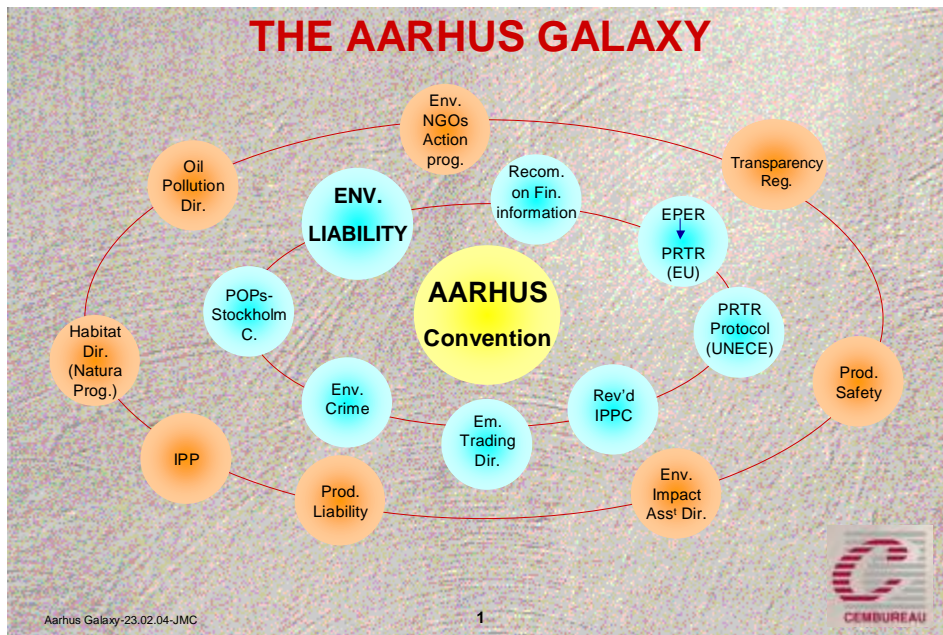 THE AARHUS GALAXY
Env.
NGOs
Action
prog.
Oil
Pollution
Dir.
Transparency
Reg.
ENV.
LIABILITY
Recom.
on Fin.
information
EPER
PRTR
(EU)
AARHUS
Convention
POPs-
Stockholm
C.
PRTR
Protocol
(UNECE)
Habitat
Dir.
(Natura
Prog.)
Prod.
Safety
Env.
Crime
Rev'd
IPPC
Em.
Trading
Dir.
IPP
Prod.
Liability
Env.
Impact
Assᵗ Dir.
CEMBUREAU
Aarhus Galaxy-23.02.04-JMC
1